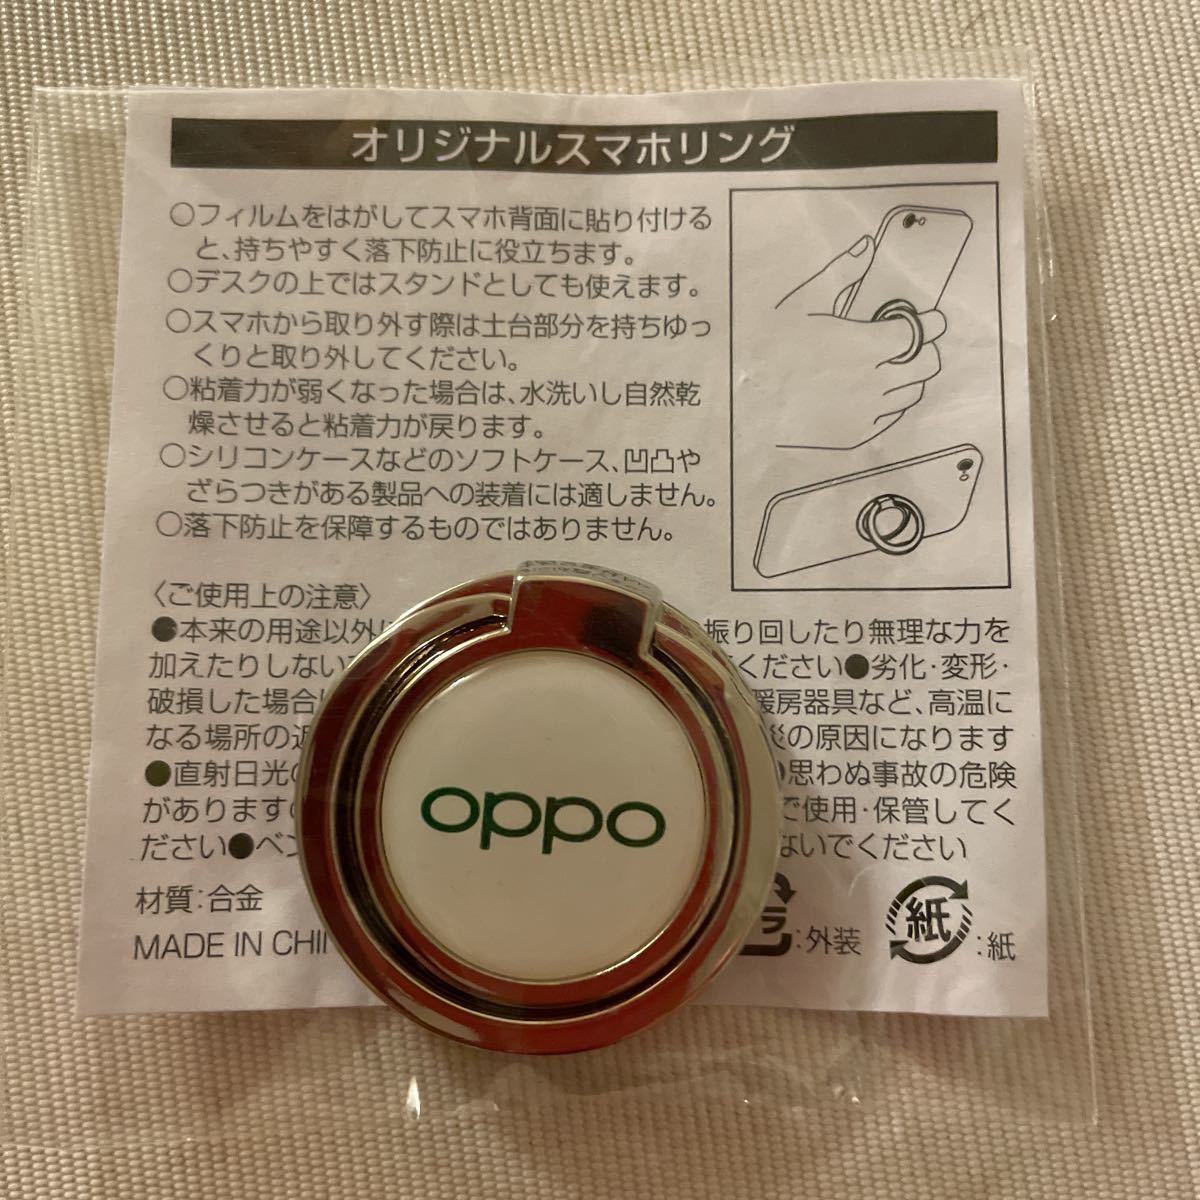 オリジナルスマホリング
○フィルムをはがしてスマホ背面に貼り付ける
と、持ちやすく落下防止に役立ちます。
○デスクの上ではスタンドとしても使えます。
○スマホから取り外す際は土台部分を持ちゆっ
くりと取り外してください。
○粘着力が弱くなった場合は、水洗いし自然乾
燥させると粘着力が戻ります。
○シリコンケースなどのソフトケース、凹凸や
ざらつきがある製品への装着には適しません。
○落下防止を保障するものではありません。
〈ご使用上の注意〉
●本来の用途以外 振り回したり無理な力を
加えたりしない ください●劣化・変形・
破損した場合は 暖房器具など、高温に
なる場所の近 災の原因になります
●直射日光の ●思わぬ事故の危険
があります ご使用・保管してく
ださい●ベン ないでください
材質:合金
MADE IN CHI
ラ :外装 紙 :紙
oppo